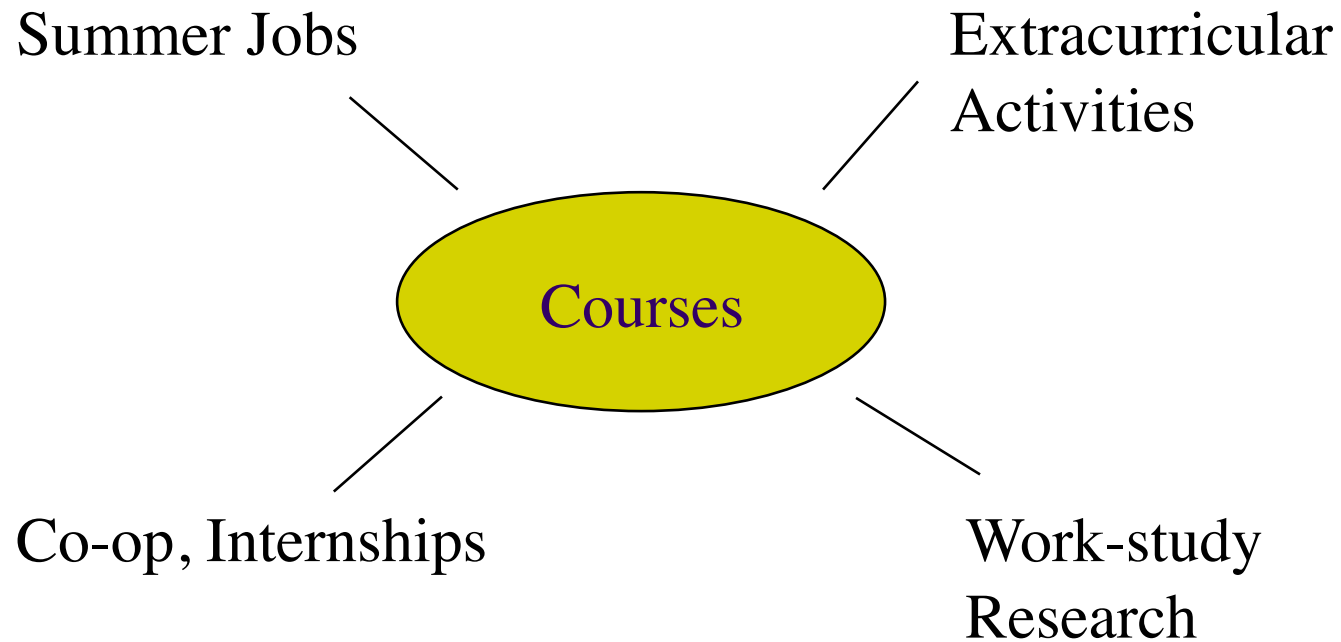 Summer Jobs
Extracurricular
Activities
Courses
Co-op, Internships
Work-study
Research